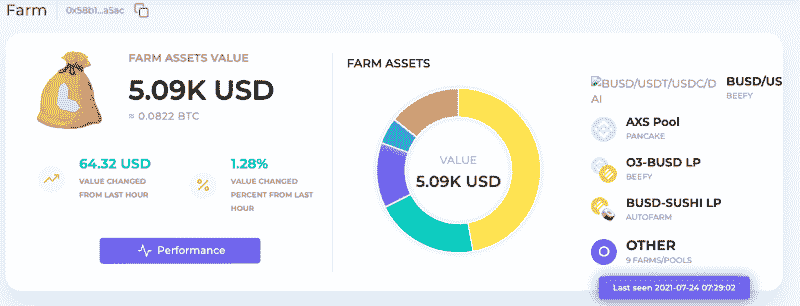 Farm 0x58b1...a5ac
FARM ASSETS VALUE
5.09K USD
≈ 0.0822 BTC
64.32 USD
VALUE CHANGED
FROM LAST HOUR
1.28%
VALUE CHANGED
PERCENT FROM LAST
HOUR
Performance
FARM ASSETS
VALUE
5.09K USD
BUSD/USDT/USDC/D
AI
BUSD/US
BEEFY
AXS Pool
PANCAKE
O3-BUSD LP
BEEFY
BUSD-SUSHI LP
AUTOFARM
OTHER
9 FARMS/POOLS
Last seen 2021-07-24 07:29:02